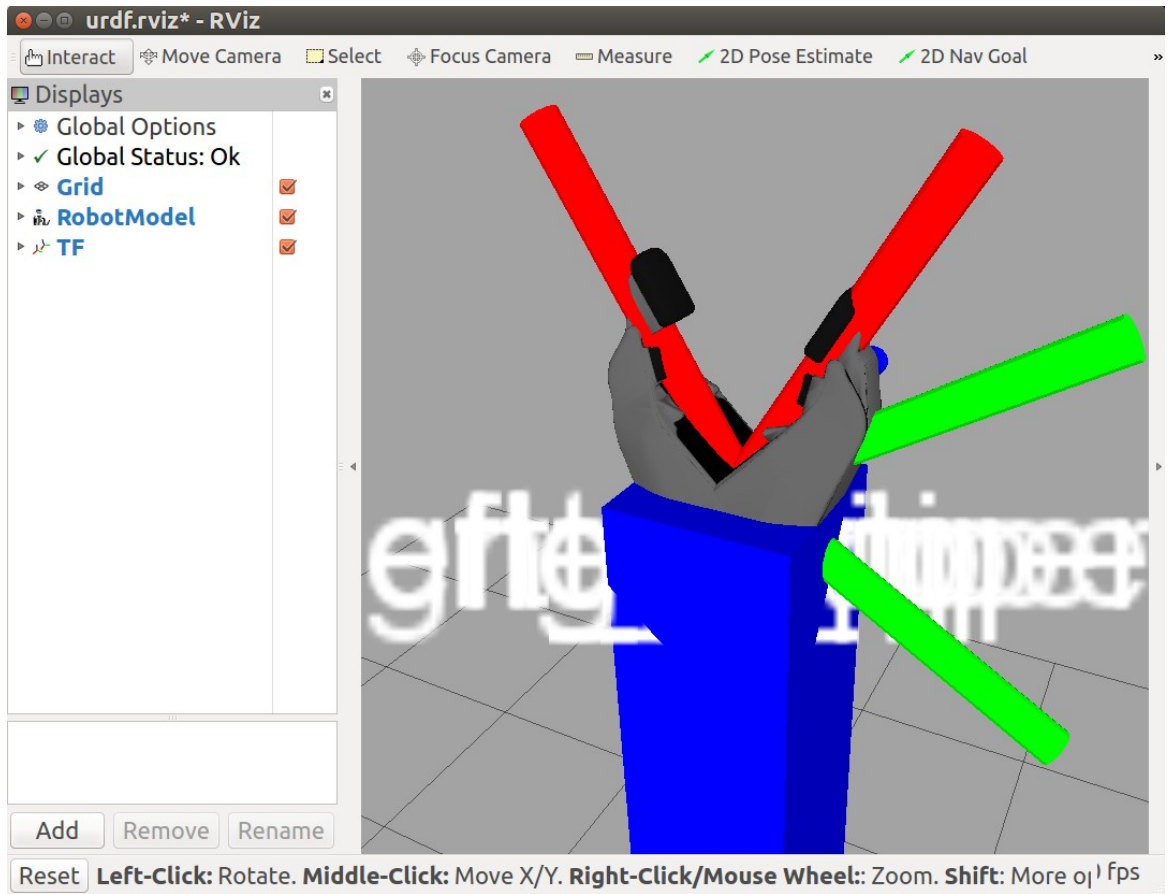 urdf.rviz* - RViz
Interact Move Camera Select Focus Camera Measure 2D Pose Estimate 2D Nav Goal »
Displays
Global Options
Global Status: Ok
Grid
RobotModel
TF
Add Remove Rename
Reset Left-Click: Rotate. Middle-Click: Move X/Y. Right-Click/Mouse Wheel:: Zoom. Shift: More fps